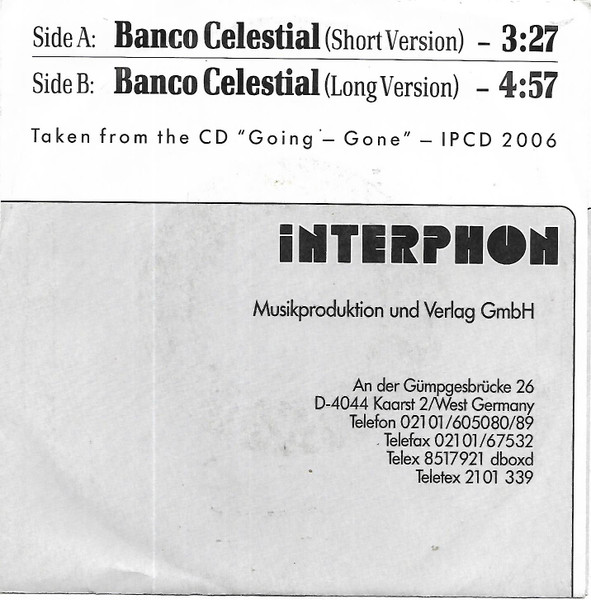 Side A: Banco Celestial (Short Version) – 3:27
Side B: Banco Celestial (Long Version) – 4:57
Taken from the CD "Going – Gone" – IPCD 2006
iNTERPHON
Musikproduktion und Verlag GmbH
An der Gümpgesbrücke 26
D-4044 Kaarst 2/West Germany
Telefon 02101/605080/89
Telefax 02101/67532
Telex 8517921 dboxd
Teletex 2101 339